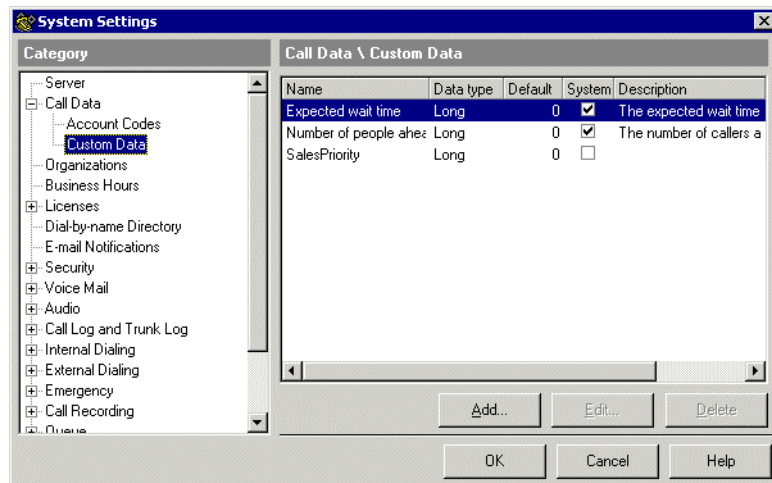 System Settings
Category
Call Data \ Custom Data
Server
Call Data
Account Codes
Custom Data
Organizations
Business Hours
Licenses
Dial-by-name Directory
E-mail Notifications
Security
Voice Mail
Audio
Call Log and Trunk Log
Internal Dialing
External Dialing
Emergency
Call Recording
Queue
Name Data type Default System Description
Expected wait time Long 0 The expected wait time
Number of people ahea Long 0 The number of callers a
SalesPriority Long 0
Add... Edit... Delete
OK Cancel Help